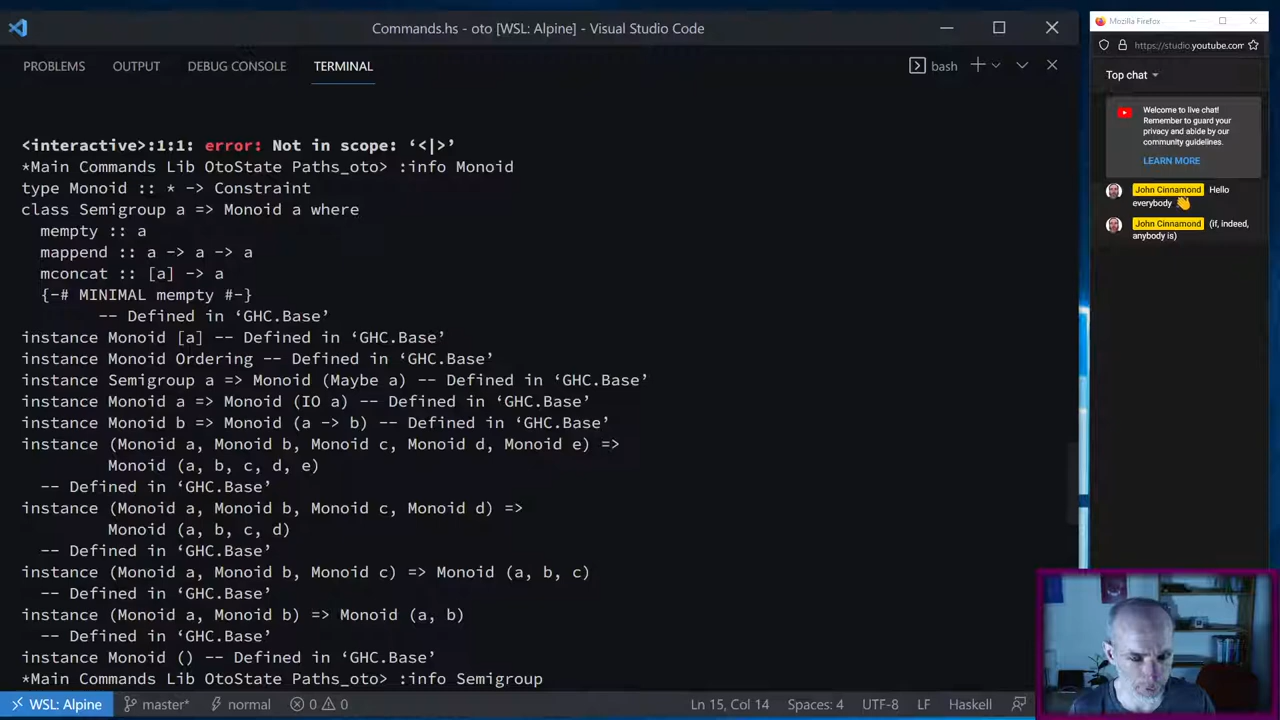 Commands.hs - oto [WSL: Alpine] - Visual Studio Code
PROBLEMS OUTPUT DEBUG CONSOLE TERMINAL bash
<interactive>:1:1: error: Not in scope: ‘<|>’
*Main Commands Lib OtoState Paths_oto> :info Monoid
type Monoid :: * -> Constraint
class Semigroup a => Monoid a where
  mempty :: a
  mappend :: a -> a -> a
  mconcat :: [a] -> a
  {-# MINIMAL mempty #-}
        -- Defined in ‘GHC.Base’
instance Monoid [a] -- Defined in ‘GHC.Base’
instance Monoid Ordering -- Defined in ‘GHC.Base’
instance Semigroup a => Monoid (Maybe a) -- Defined in ‘GHC.Base’
instance Monoid a => Monoid (IO a) -- Defined in ‘GHC.Base’
instance Monoid b => Monoid (a -> b) -- Defined in ‘GHC.Base’
instance (Monoid a, Monoid b, Monoid c, Monoid d, Monoid e) =>
         Monoid (a, b, c, d, e)
  -- Defined in ‘GHC.Base’
instance (Monoid a, Monoid b, Monoid c, Monoid d) =>
         Monoid (a, b, c, d)
  -- Defined in ‘GHC.Base’
instance (Monoid a, Monoid b, Monoid c) => Monoid (a, b, c)
  -- Defined in ‘GHC.Base’
instance (Monoid a, Monoid b) => Monoid (a, b)
  -- Defined in ‘GHC.Base’
instance Monoid () -- Defined in ‘GHC.Base’
*Main Commands Lib OtoState Paths_oto> :info Semigroup
WSL: Alpine master* normal 0 0 Ln 15, Col 14 Spaces: 4 UTF-8 LF Haskell
Mozilla Firefox
https://studio.youtube.com
Top chat
Welcome to live chat!
Remember to guard your
privacy and abide by our
community guidelines.
LEARN MORE
John Cinnamond Hello
everybody 👋
John Cinnamond (if, indeed,
anybody is)